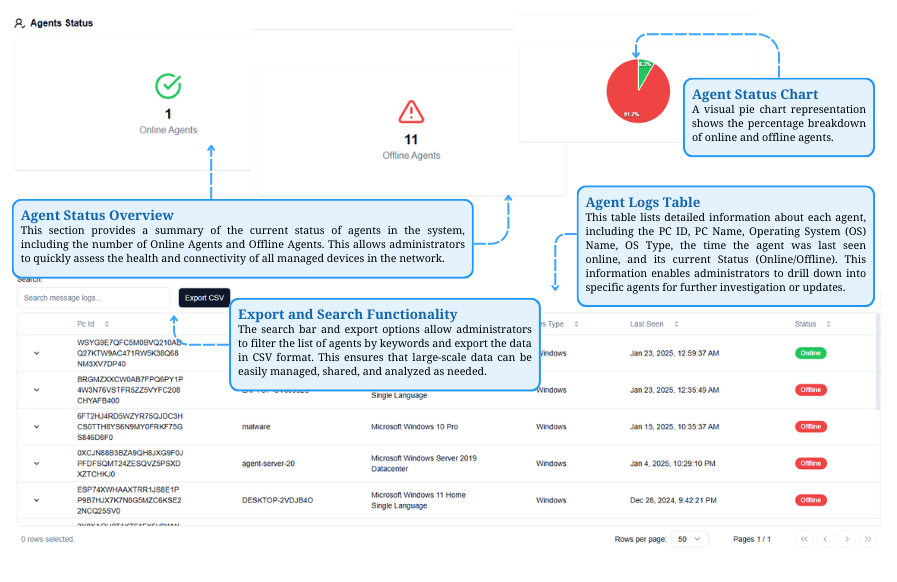 Agents Status
1
Online Agents
11
Offline Agents
91.7%
Agent Status Chart
A visual pie chart representation
shows the percentage breakdown
of online and offline agents.
Agent Status Overview
This section provides a summary of the current status of agents in the system,
including the number of Online Agents and Offline Agents. This allows administrators
to quickly assess the health and connectivity of all managed devices in the network.
Agent Logs Table
This table lists detailed information about each agent,
including the PC ID, PC Name, Operating System (OS)
Name, OS Type, the time the agent was last seen
online, and its current Status (Online/Offline). This
information enables administrators to drill down into
specific agents for further investigation or updates.
Search:
Search message logs...
Export CSV
Export and Search Functionality
The search bar and export options allow administrators
to filter the list of agents by keywords and export the data
in CSV format. This ensures that large-scale data can be
easily managed, shared, and analyzed as needed.
Pc Id
Type
Last Seen
Status
WSYG9E7QFC5M0BVQ210AD
Q27KTW9AC471RW5K38Q68
NM3XV7DP40
Windows
Jan 23, 2025, 12:59:37 AM
Online
BRGMZXXCW0AB7FPQ6PY1P
4W3N76VSTFR5ZZ5VYFC208
CHYAFB400
Single Language
Windows
Jan 23, 2025, 12:35:49 AM
Offline
6FT2HJ4RD5WZYR75QJDC3H
CS0TTH8YS6N9MY0FRKF75G
S846D8F0
malware
Microsoft Windows 10 Pro
Windows
Jan 15, 2025, 10:35:37 AM
Offline
0XCJN88B3BZA9QH8JXG9F0J
PFDFSQMT24ZESQVZ5PSXD
XZTCHKJ0
agent-server-20
Microsoft Windows Server 2019
Datacenter
Windows
Jan 4, 2025, 10:29:10 PM
Offline
ESP74XWHAAXTRR1JS8E1P
P9B7HJX7K7N8G5MZC6KSE2
2NCQ25SV0
DESKTOP-2VDJB4O
Microsoft Windows 11 Home
Single Language
Windows
Dec 28, 2024, 9:42:21 PM
Offline
0 rows selected.
Rows per page:
50
Pages 1 / 1